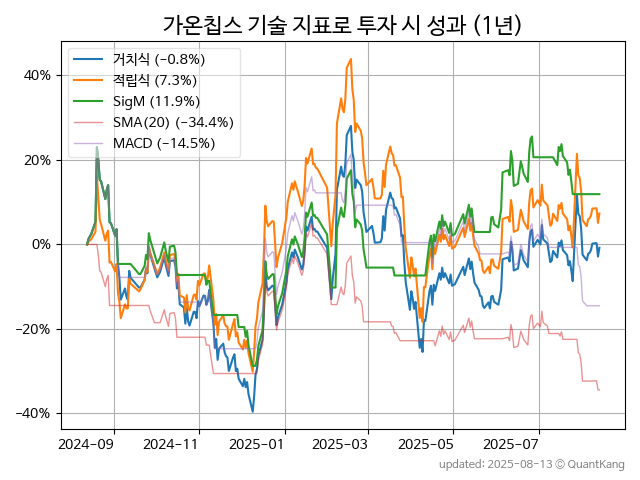 가온칩스 기술 지표로 투자 시 성과 (1년)
거치식 (−0.8%)
적립식 (7.3%)
SigM (11.9%)
SMA(20) (−34.4%)
MACD (−14.5%)
40%
20%
0%
−20%
−40%
2024-09
2024-11
2025-01
2025-03
2025-05
2025-07
updated: 2025-08-13 ⓒ QuantKang